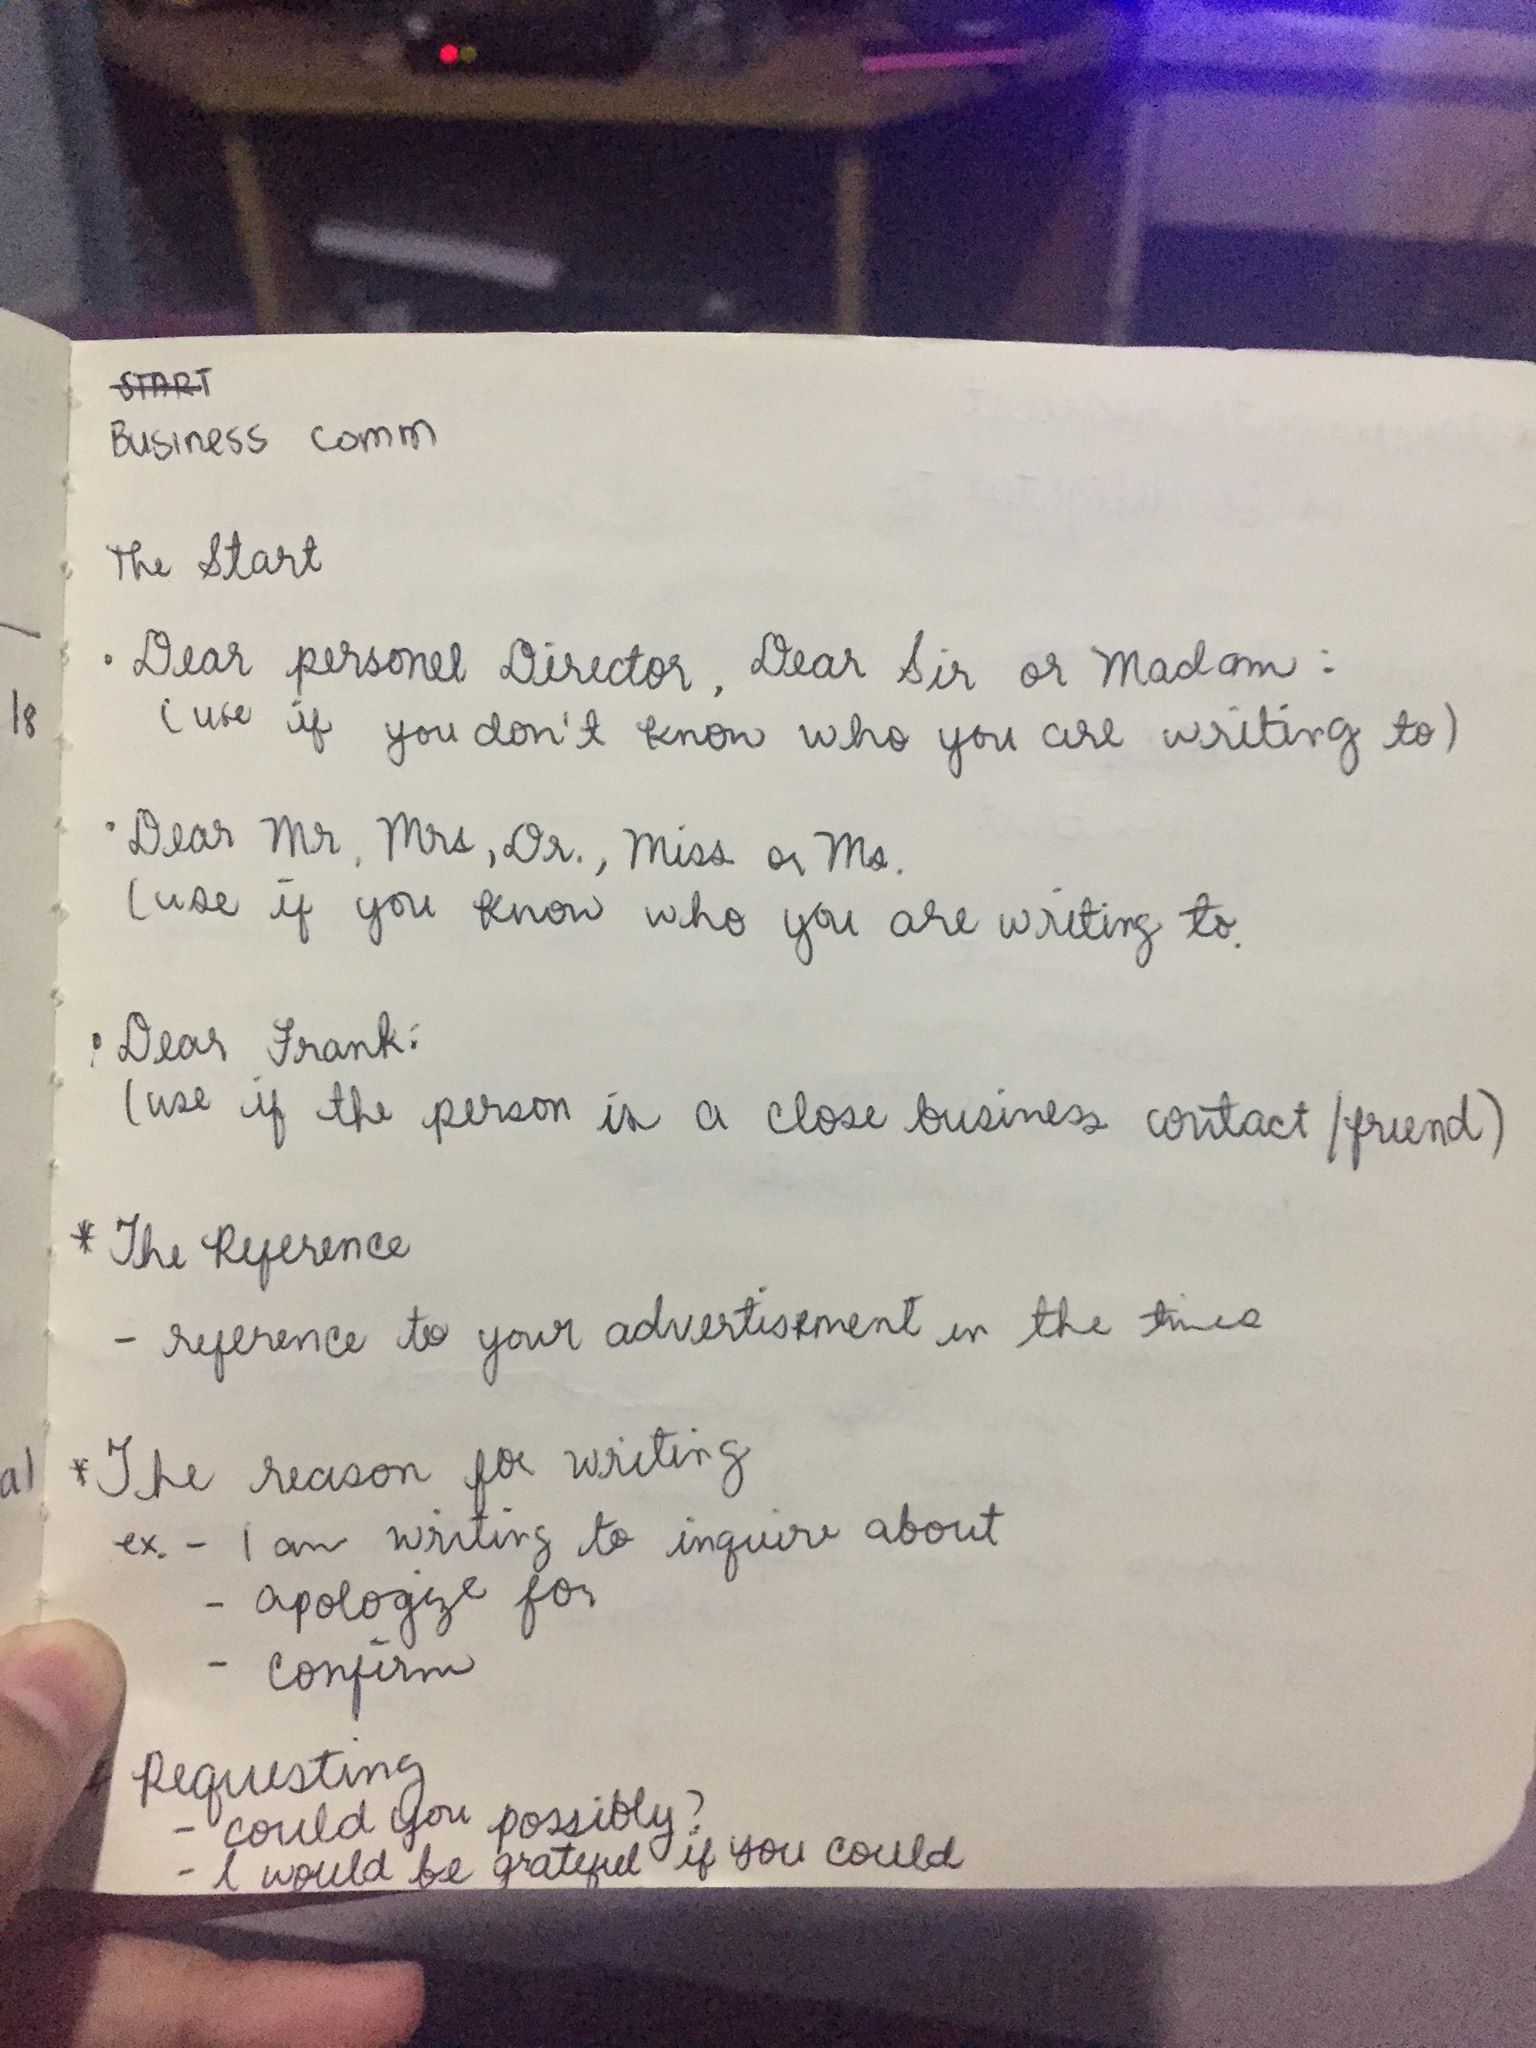 START
Business comm
The Start
• Dear personel Director, Dear Sir or Madam:
(use if you don't know who you are writing to)
• Dear Mr, Mrs, Dr., Miss or Ms.
(use if you know who you are writing to.
• Dear Frank:
(use if the person is a close business contact/friend)
* The Reference
- reference to your advertisement in the times
* The reason for writing
ex. - I am writing to inquire about
- apologize for
- confirm
Requesting
- could you possibly?
- I would be grateful if you could
18
al